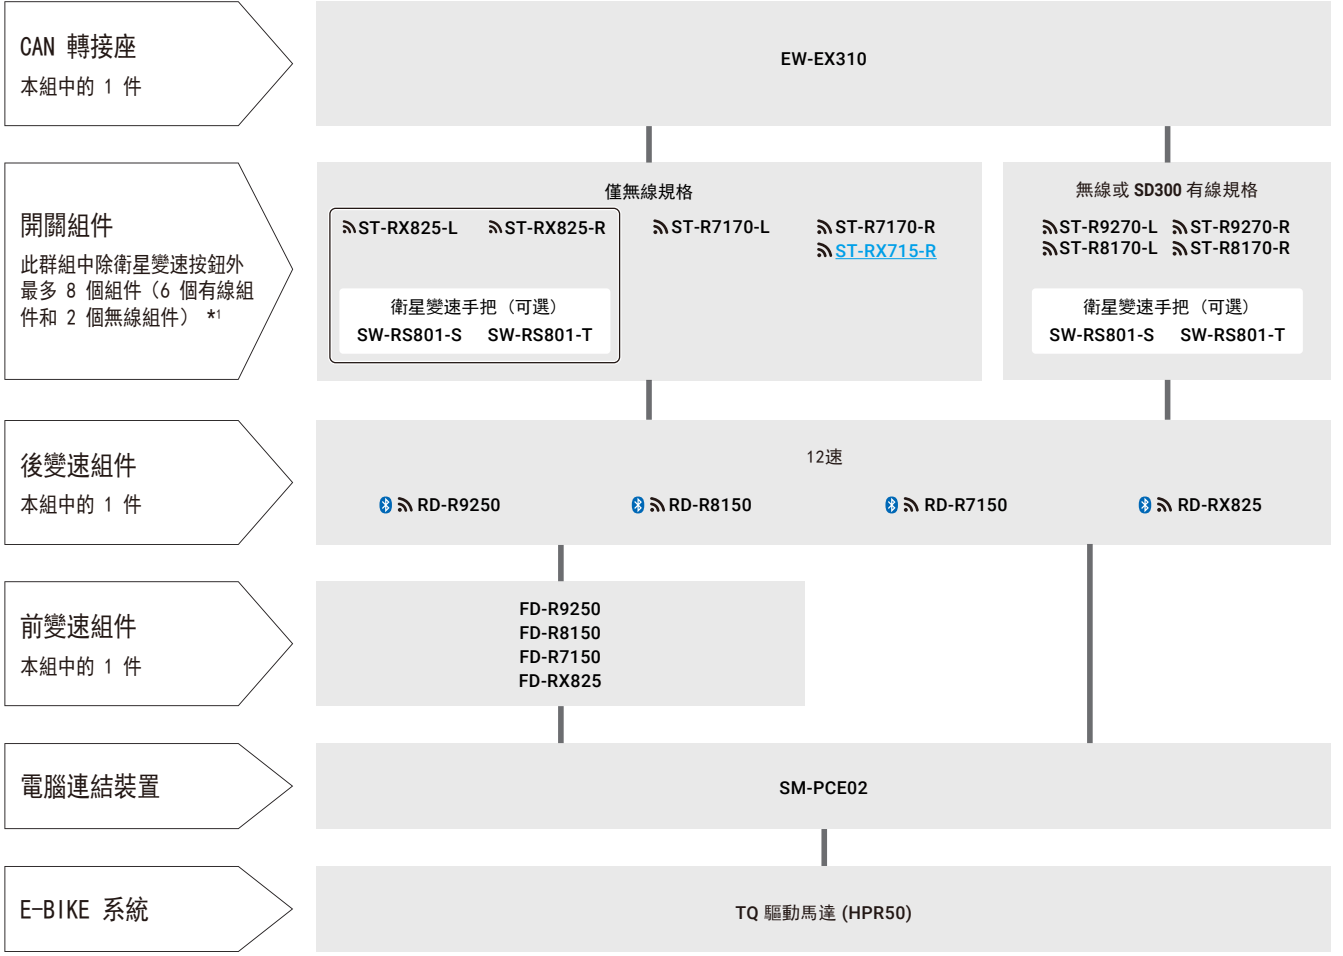 CAN 轉接座
本組中的 1 件
EW-EX310
開關組件
此群組中除衛星變速按鈕外
最多 8 個組件（6 個有線組
件和 2 個無線組件） *1
僅無線規格
ST-RX825-L ST-RX825-R ST-R7170-L ST-R7170-R
ST-RX715-R
衛星變速手把（可選）
SW-RS801-S SW-RS801-T
無線或 SD300 有線規格
ST-R9270-L ST-R9270-R
ST-R8170-L ST-R8170-R
衛星變速手把（可選）
SW-RS801-S SW-RS801-T
後變速組件
本組中的 1 件
12速
RD-R9250 RD-R8150 RD-R7150 RD-RX825
前變速組件
本組中的 1 件
FD-R9250
FD-R8150
FD-R7150
FD-RX825
電腦連結裝置
SM-PCE02
E-BIKE 系統
TQ 驅動馬達 (HPR50)